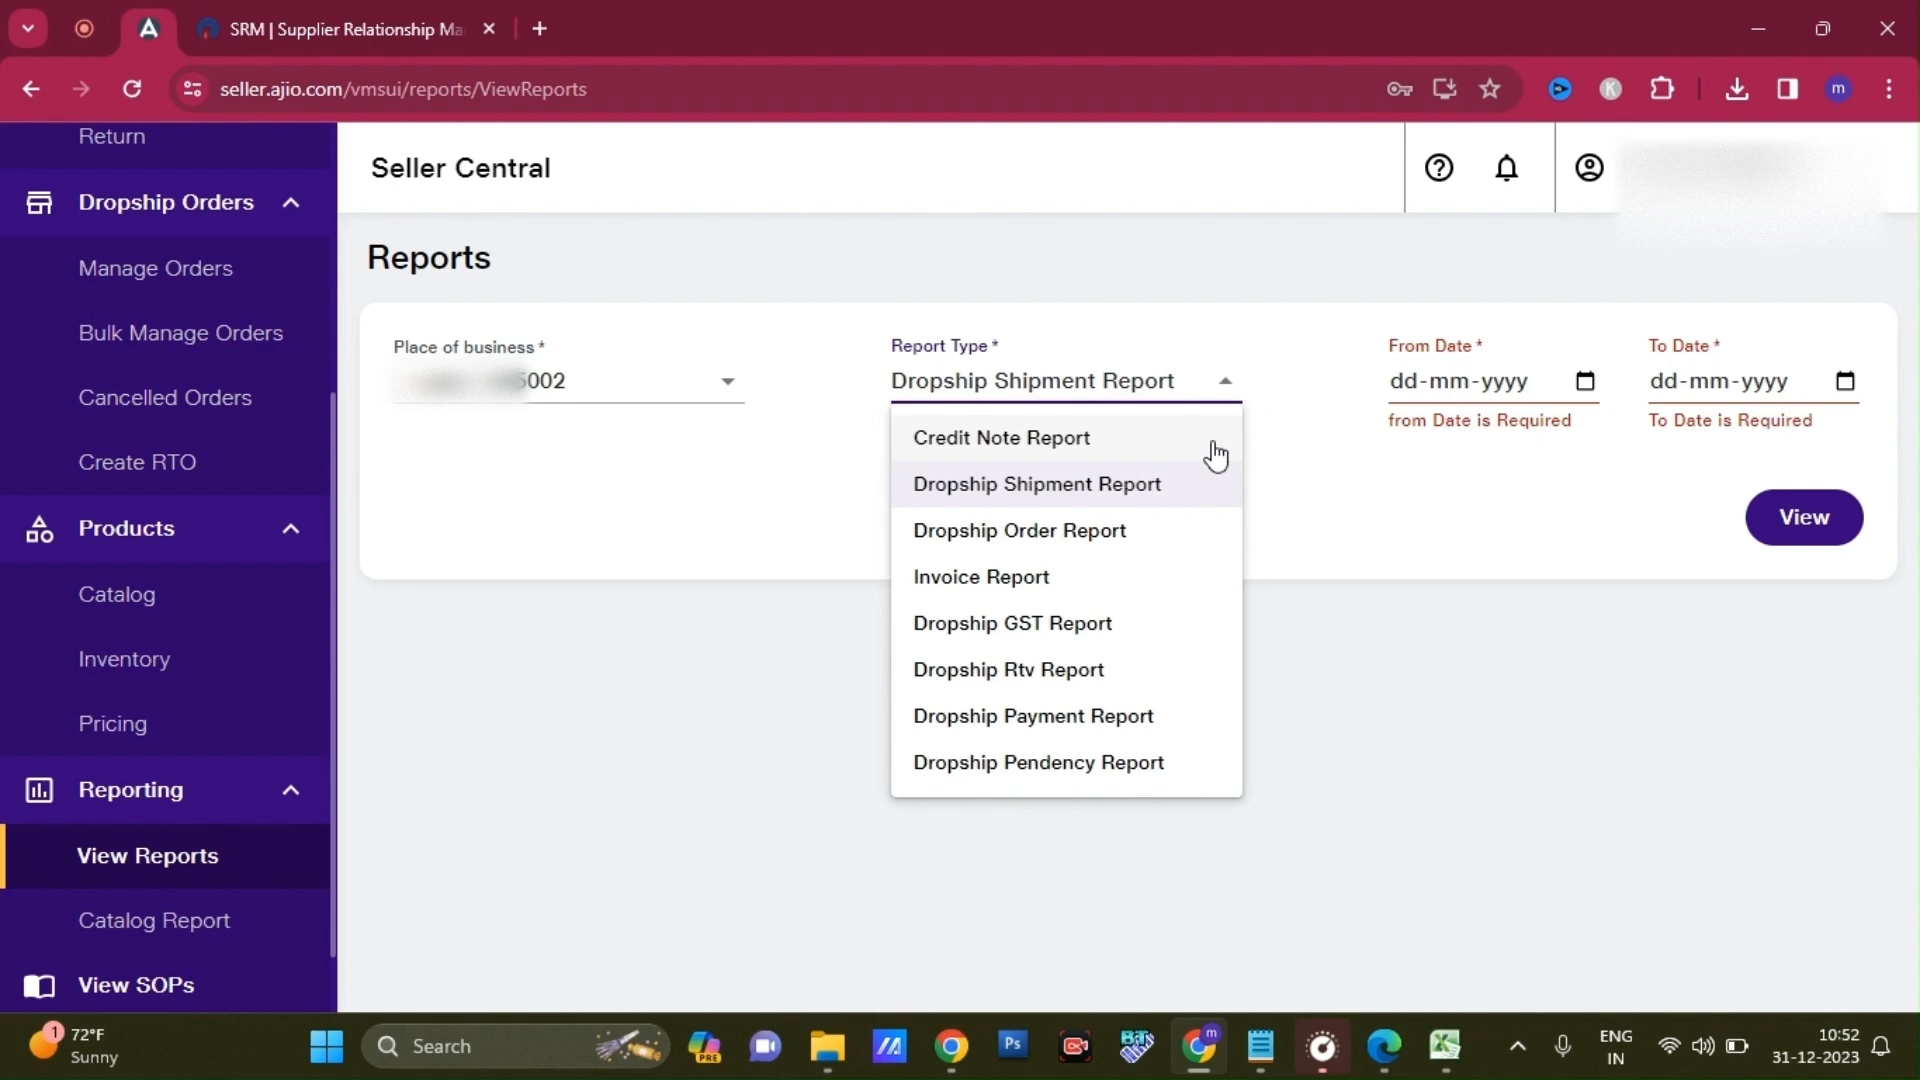 SRM | Supplier Relationship Ma
seller.ajio.com/vmsui/reports/ViewReports
K
m
Return
Dropship Orders
Manage Orders
Bulk Manage Orders
Cancelled Orders
Create RTO
Products
Catalog
Inventory
Pricing
Reporting
View Reports
Catalog Report
View SOPs
Seller Central
Reports
Place of business *
5002
Report Type *
Dropship Shipment Report
Credit Note Report
Dropship Shipment Report
Dropship Order Report
Invoice Report
Dropship GST Report
Dropship Rtv Report
Dropship Payment Report
Dropship Pendency Report
From Date *
dd-mm-yyyy
from Date is Required
To Date *
dd-mm-yyyy
To Date is Required
View
1
72°F
Sunny
Search
PRE
Ps
m
ENG
IN
10:52
31-12-2023